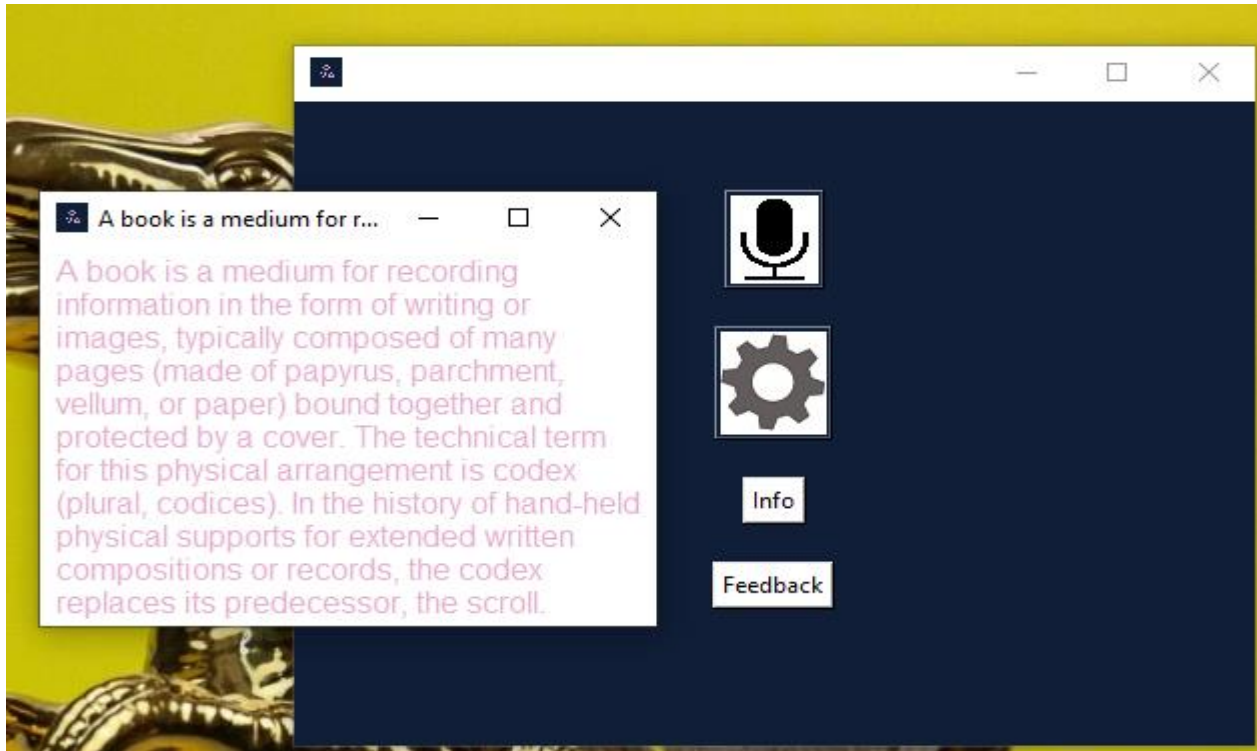 A book is a medium for r...
A book is a medium for recording
information in the form of writing or
images, typically composed of many
pages (made of papyrus, parchment,
vellum, or paper) bound together and
protected by a cover. The technical term
for this physical arrangement is codex
(plural, codices). In the history of hand-held
physical supports for extended written
compositions or records, the codex
replaces its predecessor, the scroll.
Info
Feedback